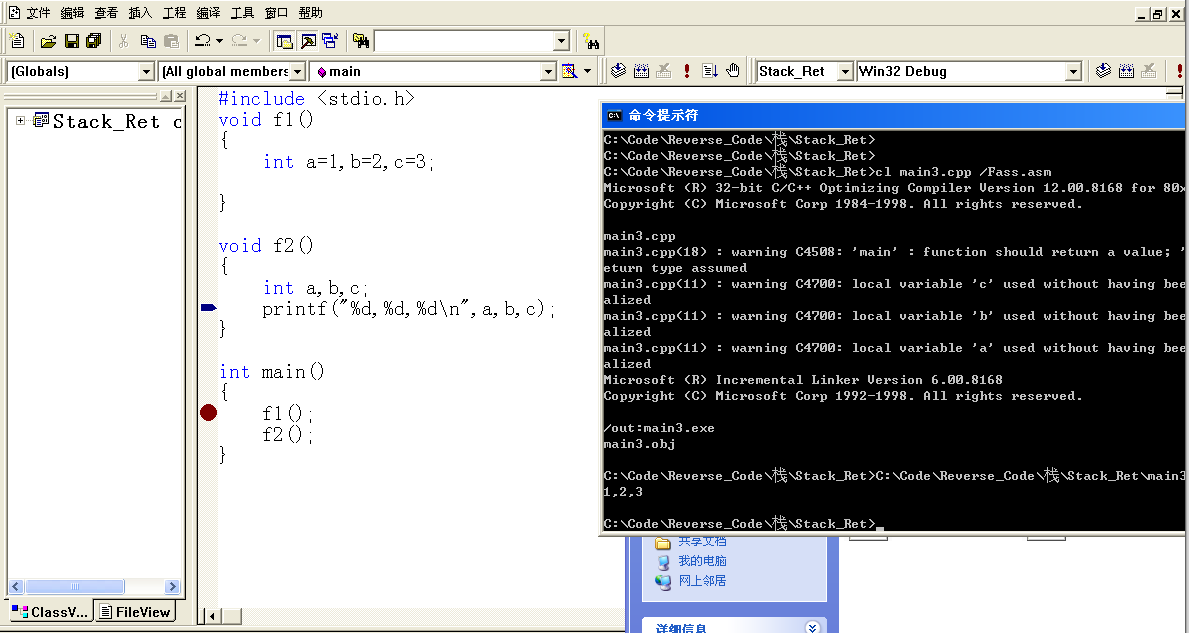 文件 编辑 查看 插入 工程 编译 工具 窗口 帮助
(Globals) (All global members main Stack_Ret Win32 Debug
Stack_Ret c
ClassV... FileView
#include <stdio.h>
void f1()
{
int a=1,b=2,c=3;
}
void f2()
{
int a,b,c;
printf("%d,%d,%d\n",a,b,c);
}
int main()
{
f1();
f2();
}
命令提示符
C:\Code\Reverse_Code\栈\Stack_Ret>
C:\Code\Reverse_Code\栈\Stack_Ret>
C:\Code\Reverse_Code\栈\Stack_Ret>cl main3.cpp /Fass.asm
Microsoft (R) 32-bit C/C++ Optimizing Compiler Version 12.00.8168 for 80x
Copyright (C) Microsoft Corp 1984-1998. All rights reserved.
main3.cpp
main3.cpp(18) : warning C4508: 'main' : function should return a value; '
eturn type assumed
main3.cpp(11) : warning C4700: local variable 'c' used without having bee
alized
main3.cpp(11) : warning C4700: local variable 'b' used without having bee
alized
main3.cpp(11) : warning C4700: local variable 'a' used without having bee
alized
Microsoft (R) Incremental Linker Version 6.00.8168
Copyright (C) Microsoft Corp 1992-1998. All rights reserved.
/out:main3.exe
main3.obj
C:\Code\Reverse_Code\栈\Stack_Ret>C:\Code\Reverse_Code\栈\Stack_Ret\main3
1,2,3
C:\Code\Reverse_Code\栈\Stack_Ret>_
共享文档
我的电脑
网上邻居
详细信息